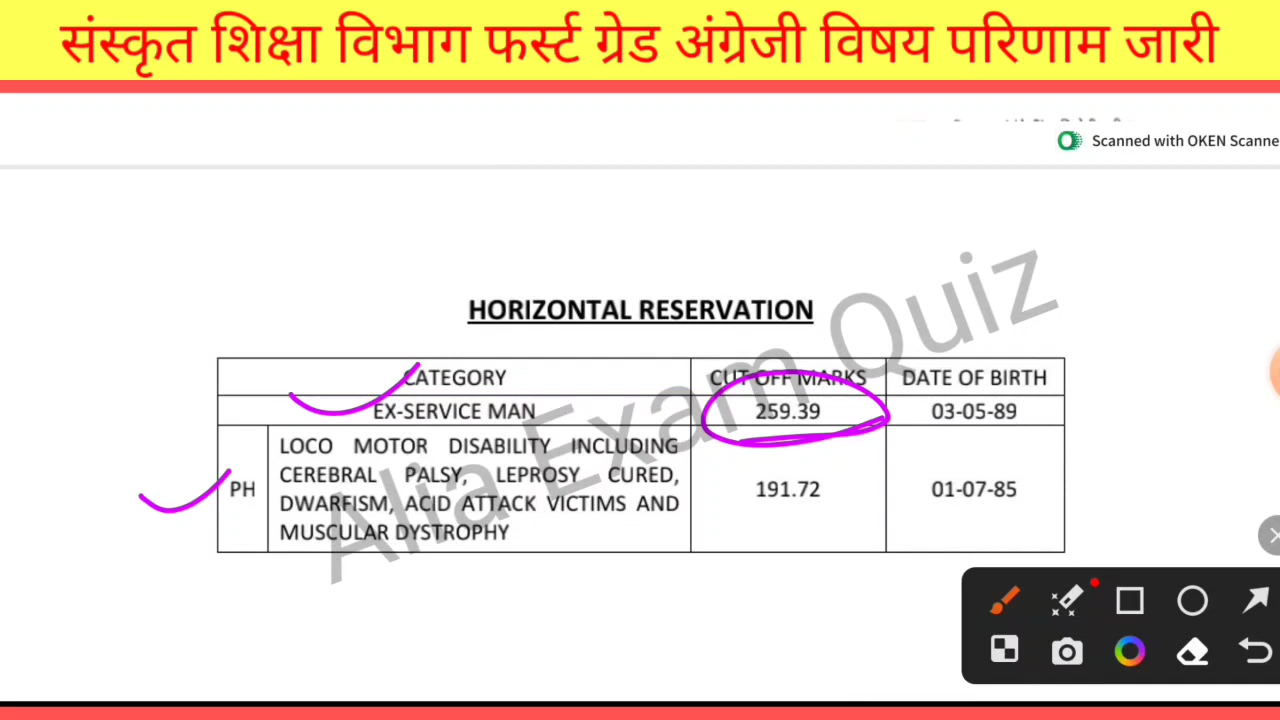 संस्कृत शिक्षा विभाग फर्स्ट ग्रेड अंग्रेजी विषय परिणाम जारी
Scanned with OKEN Scanne
HORIZONTAL RESERVATION
CATEGORY CUT OFF MARKS DATE OF BIRTH
EX-SERVICE MAN 259.39 03-05-89
PH LOCO MOTOR DISABILITY INCLUDING
CEREBRAL PALSY, LEPROSY CURED,
DWARFISM, ACID ATTACK VICTIMS AND
MUSCULAR DYSTROPHY
191.72 01-07-85
Alia Exam Quiz